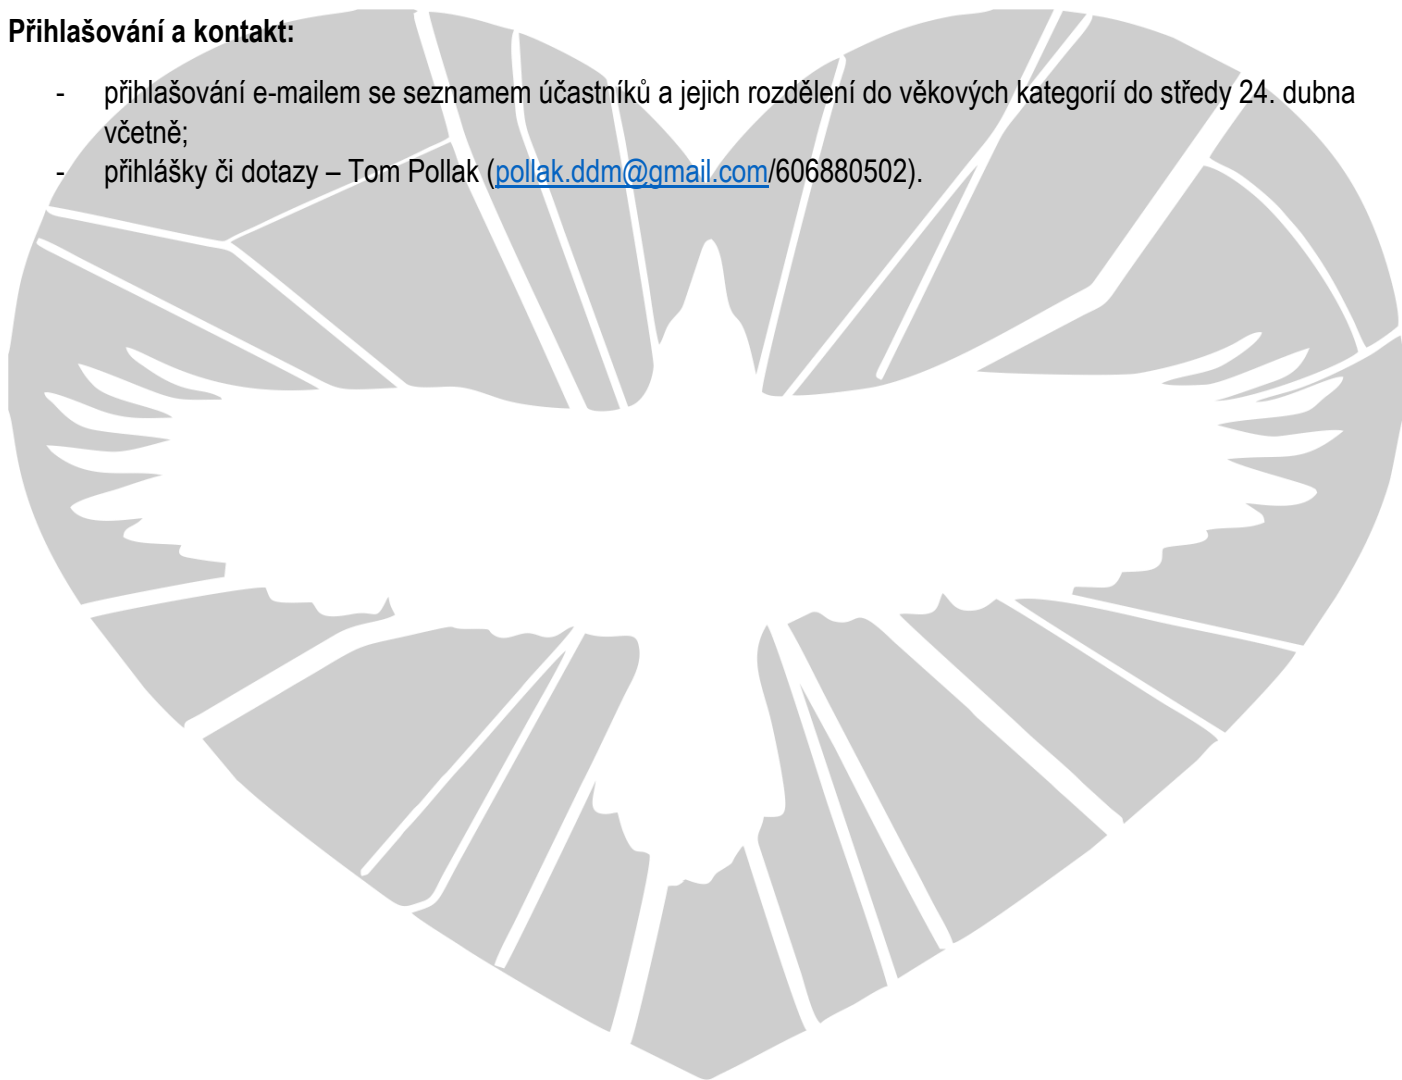 Přihlašování a kontakt:
- přihlašování e-mailem se seznamem účastníků a jejich rozdělení do věkových kategorií do středy 24. dubna
včetně;
- přihlášky či dotazy – Tom Pollak (pollak.ddm@gmail.com/606880502).